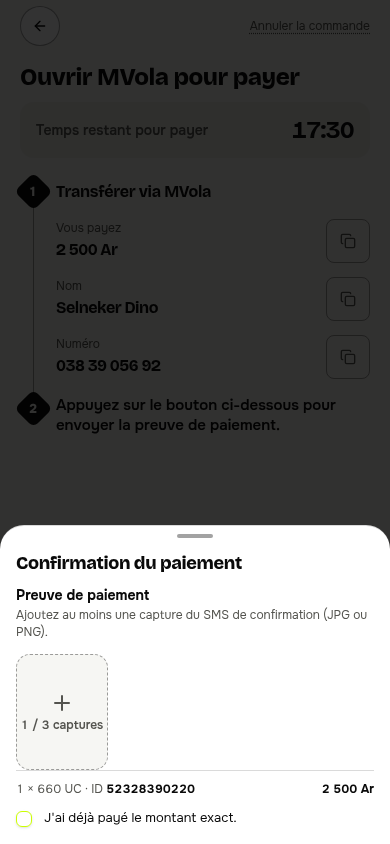 Annuler la commande
Ouvrir MVola pour payer
Temps restant pour payer 17:30
1 Transférer via MVola
Vous payez
2 500 Ar
Nom
Selneker Dino
Numéro
038 39 056 92
2 Appuyez sur le bouton ci-dessous pour
envoyer la preuve de paiement.
Confirmation du paiement
Preuve de paiement
Ajoutez au moins une capture du SMS de confirmation (JPG ou
PNG).
1 / 3 captures
1 × 660 UC · ID 52328390220 2 500 Ar
J'ai déjà payé le montant exact.